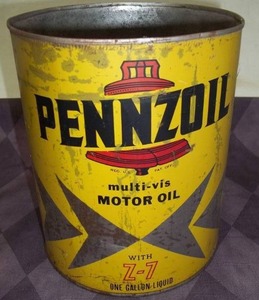 PENNZOIL
multi-vis
MOTOR OIL
WITH
Z-7
ONE GALLON LIQUID